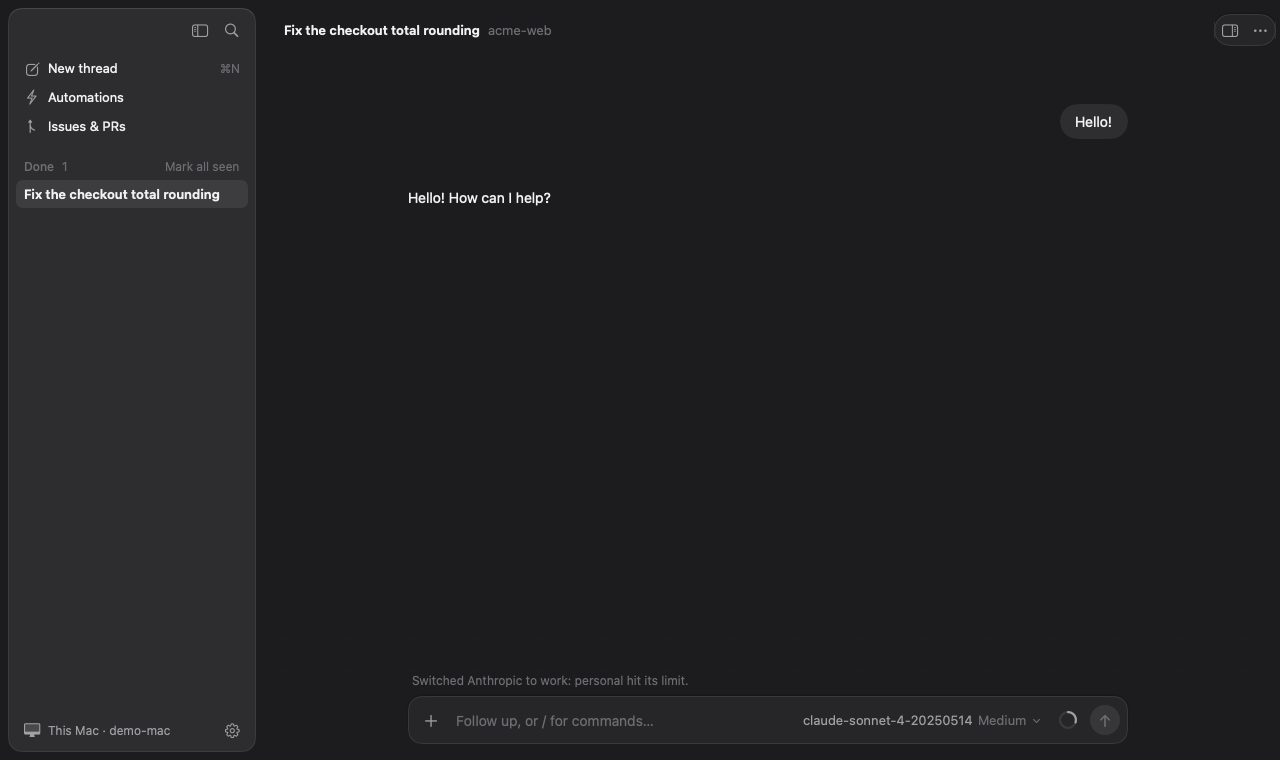 Fix the checkout total rounding acme-web
New thread ⌘N
Automations
Issues & PRs
Done 1 Mark all seen
Fix the checkout total rounding
Hello!
Hello! How can I help?
Switched Anthropic to work: personal hit its limit.
Follow up, or / for commands... claude-sonnet-4-20250514 Medium
This Mac · demo-mac